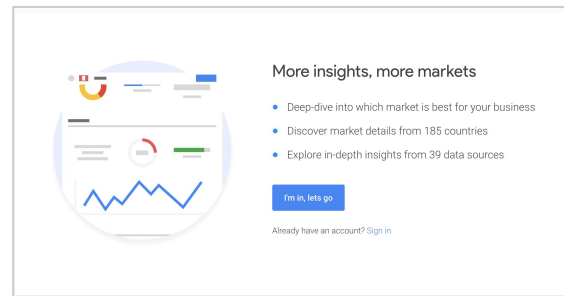 More insights, more markets
Deep-dive into which market is best for your business
Discover market details from 185 countries
Explore in-depth insights from 39 data sources
I'm in, lets go
Already have an account? Sign in